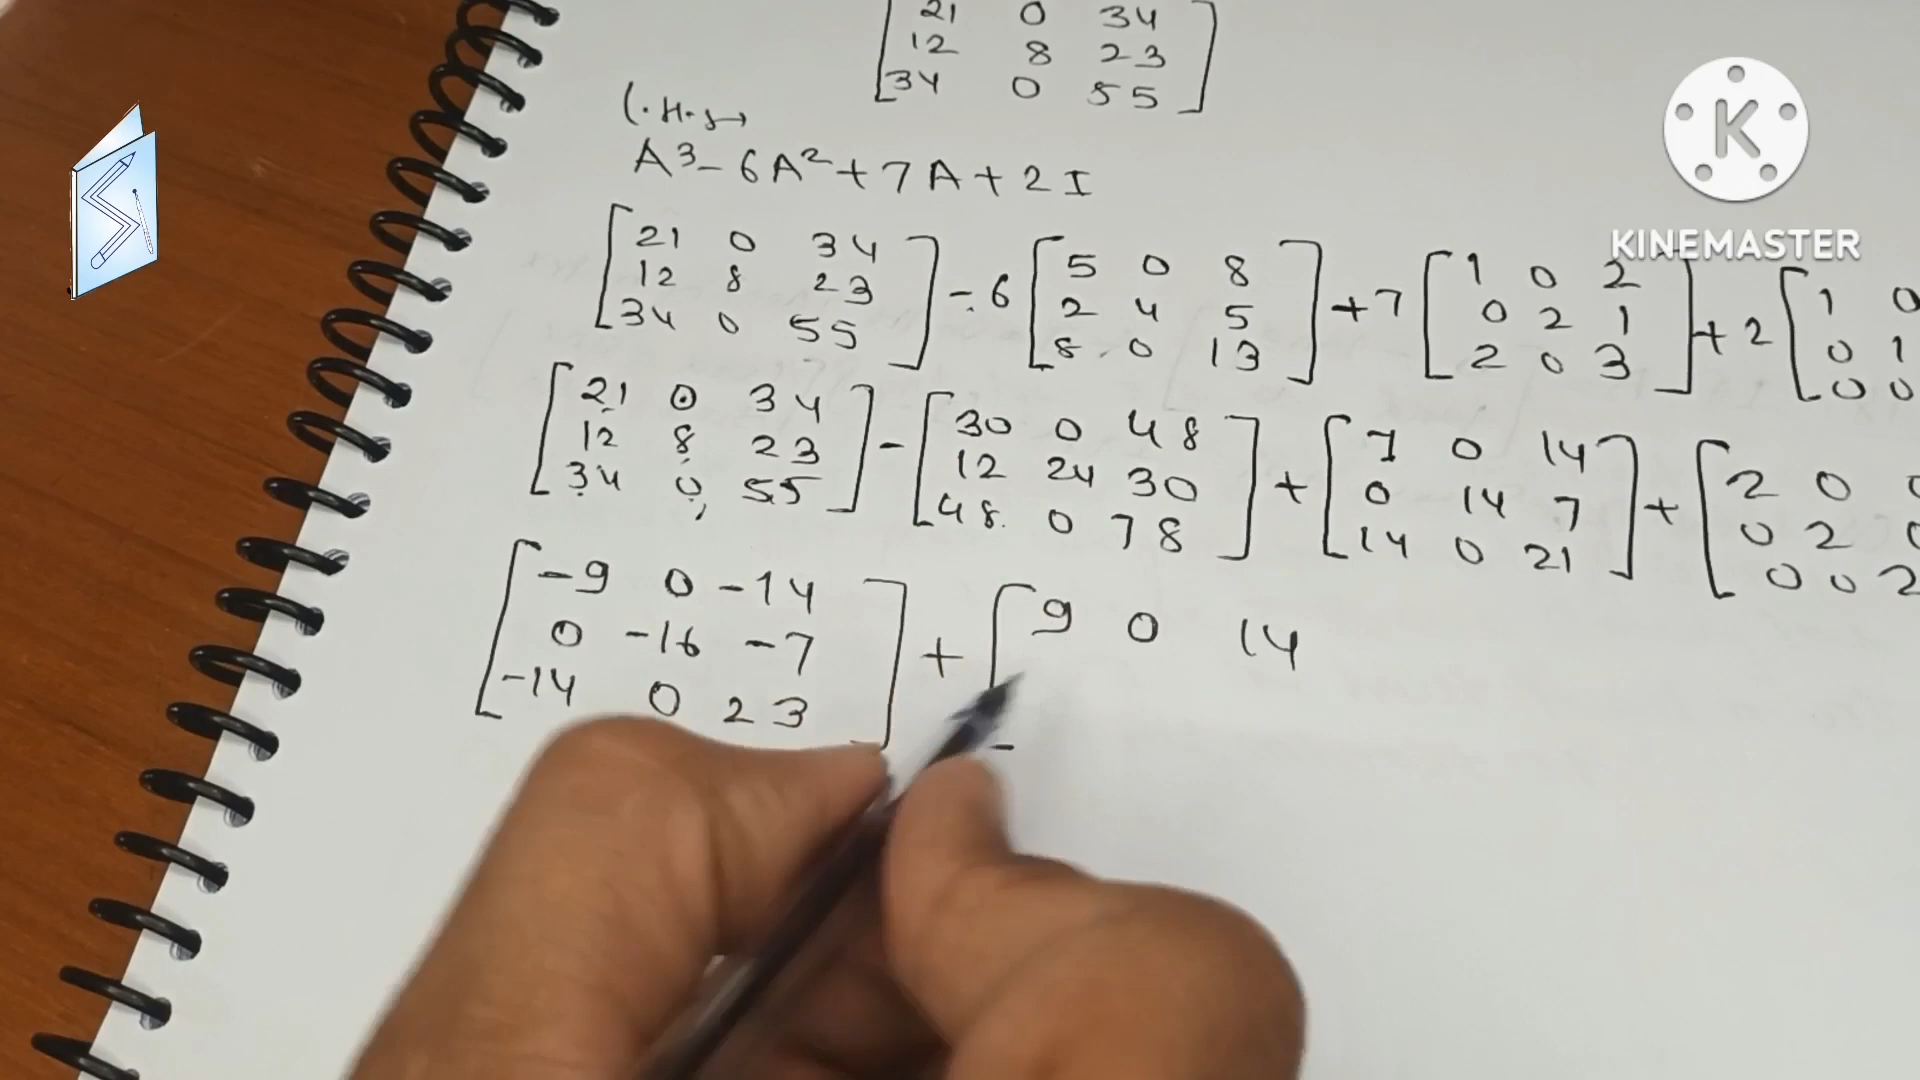 21 0 34
12 8 23
34 0 55
L.H.S→
A3-6A²+7A+2I
[21 0 34] [5 0 8] [1 0 2] [1 0
[12 8 23] -6 [2 4 5] +7 [0 2 1] +2 [0 1
[34 0 55] [8 0 13] [2 0 3] [0 0
[21 0 34] [30 0 48] [7 0 14] [2 0 0
[12 8 23] - [12 24 30] + [0 14 7] + [0 2 0
[34 0 55] [48 0 78] [14 0 21] [0 0 2
[-9 0 -14] [9 0 14
[0 -16 -7] +
[-14 0 23]
K
KINEMASTER